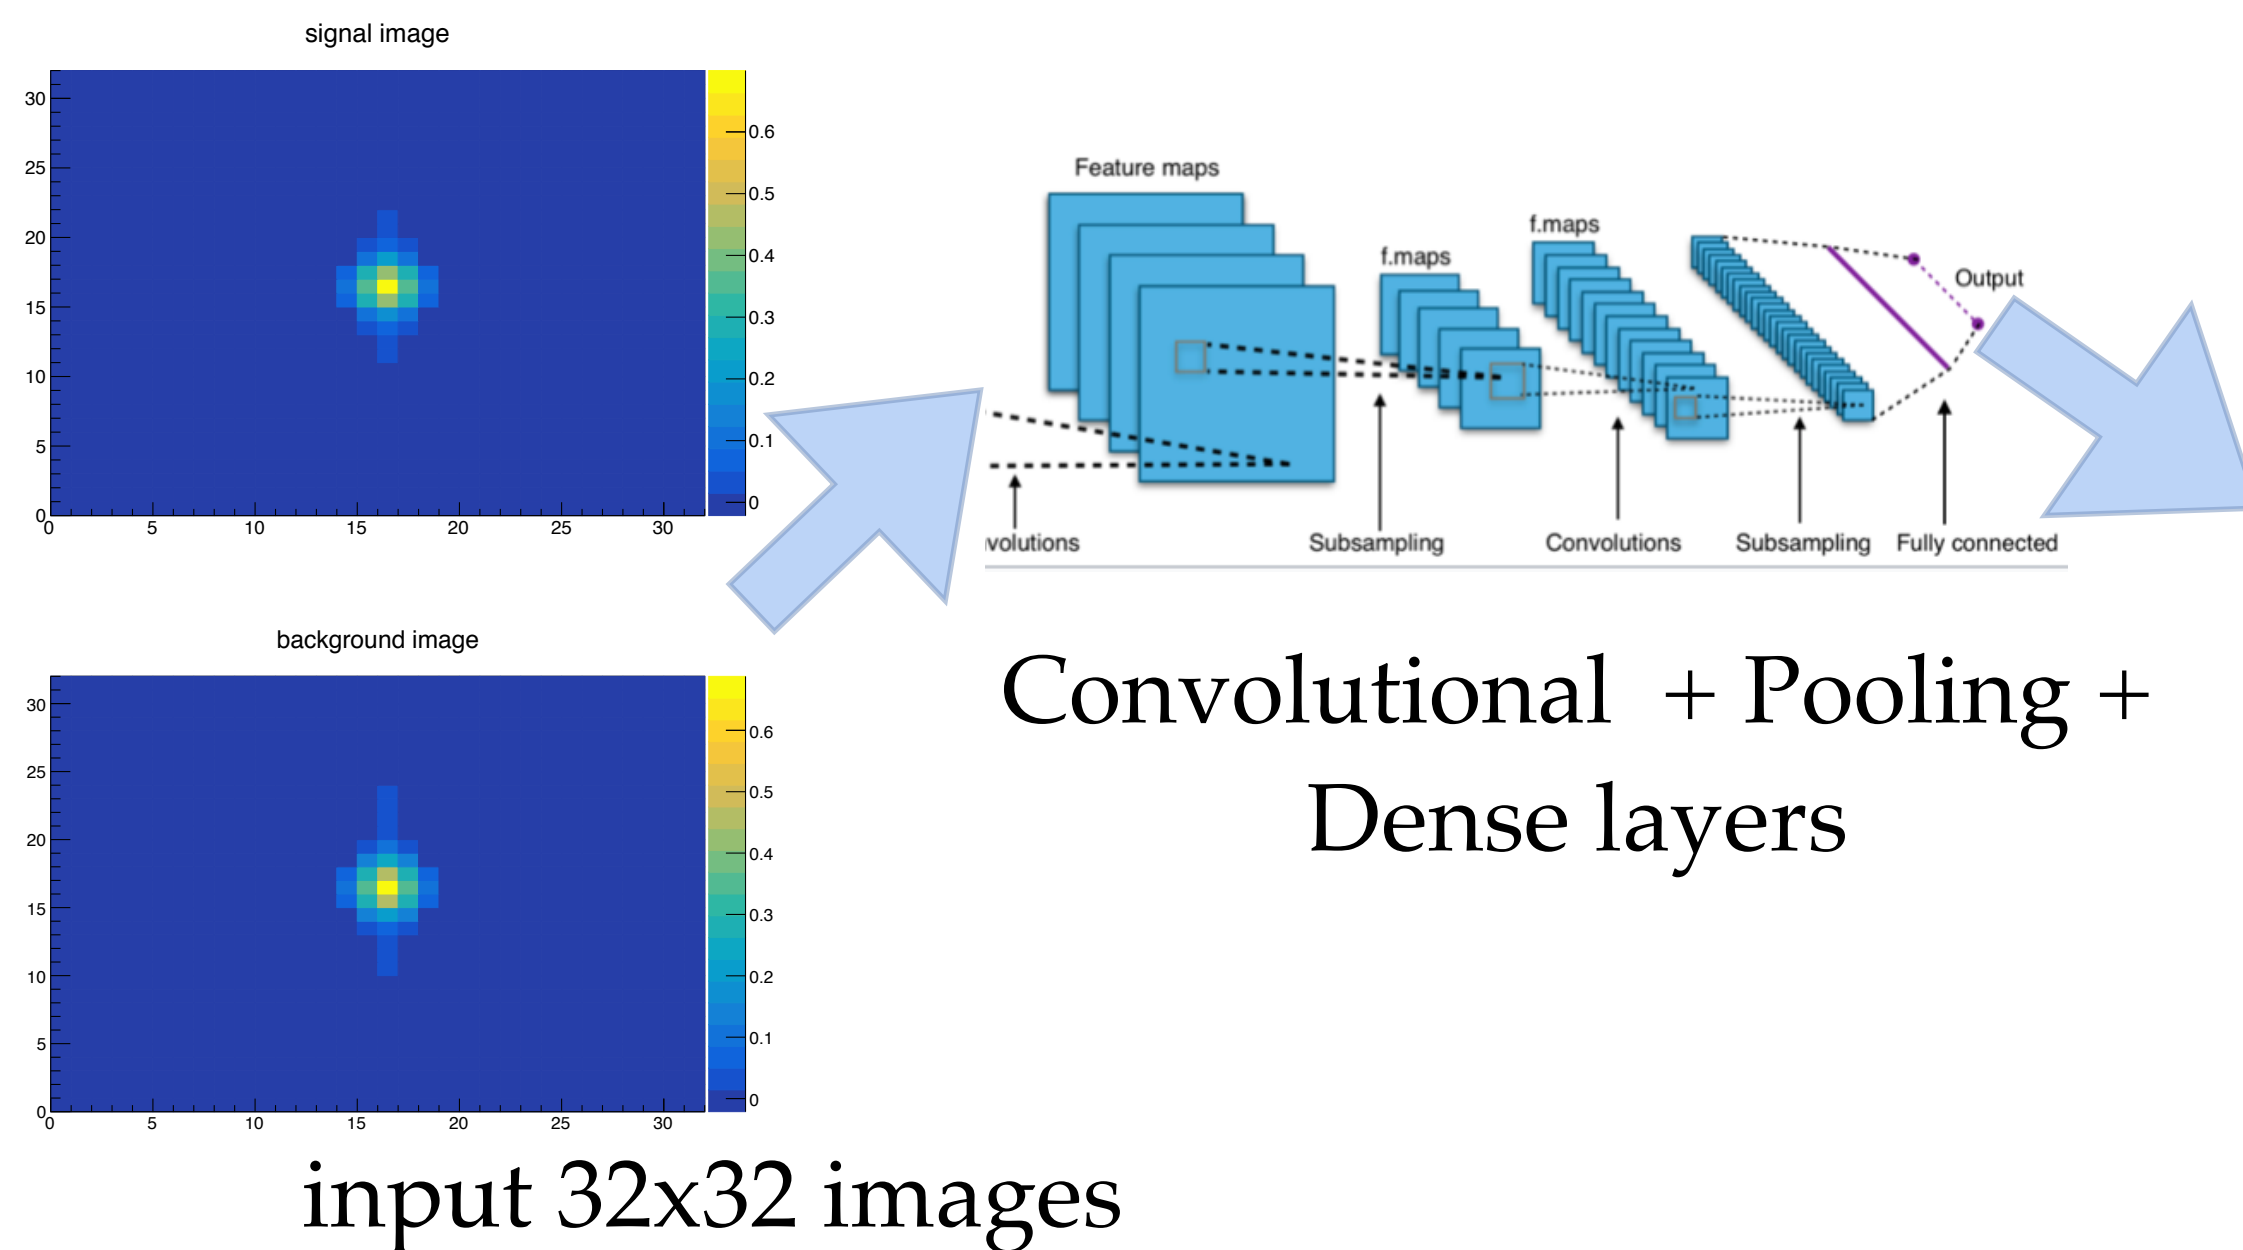 signal image
30
25
20
15
10
5
0
0 5 10 15 20 25 30
0.6
0.5
0.4
0.3
0.2
0.1
0
Feature maps
f.maps
f.maps
Output
volutions
Subsampling
Convolutions
Subsampling
Fully connected
background image
30
25
20
15
10
5
0
0 5 10 15 20 25 30
0.6
0.5
0.4
0.3
0.2
0.1
0
Convolutional + Pooling +
Dense layers
input 32x32 images